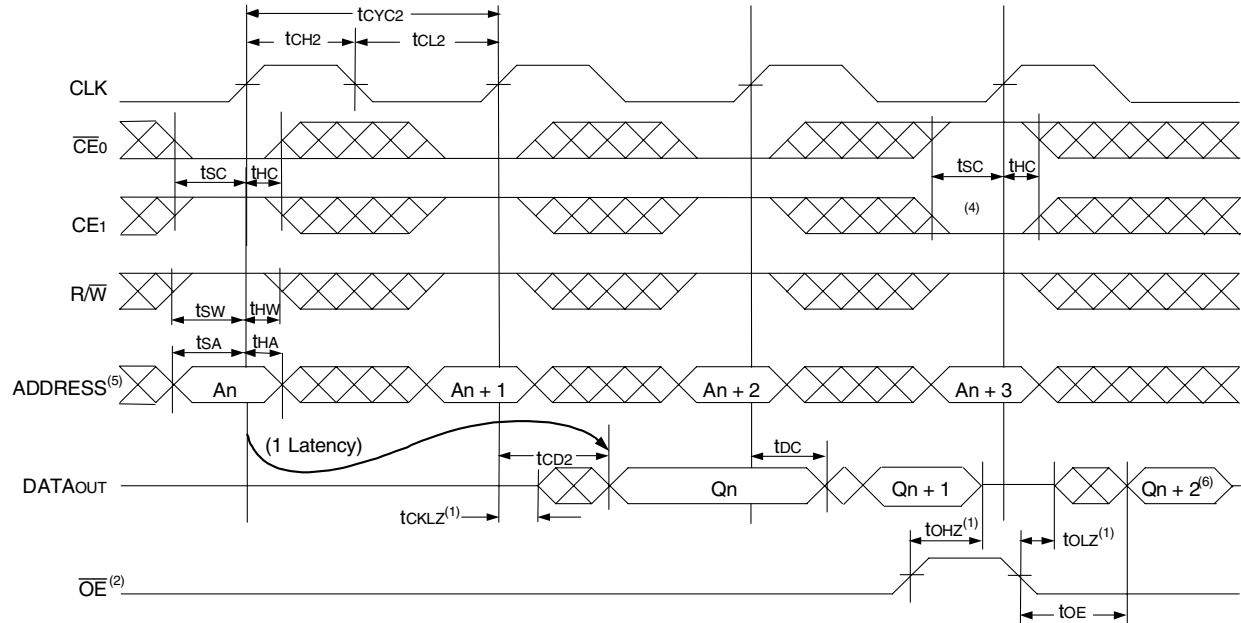 tCYC2
tCH2 tCL2
CLK
CE0
tSC tHC tSC tHC
CE1 (4)
R/W
tSW tHW
tSA tHA
ADDRESS(5) An An + 1 An + 2 An + 3
(1 Latency) tCD2 tDC
DATAOUT Qn Qn + 1 Qn + 2(6)
tCKLZ(1) tOHZ(1) tOLZ(1)
OE(2)
tOE